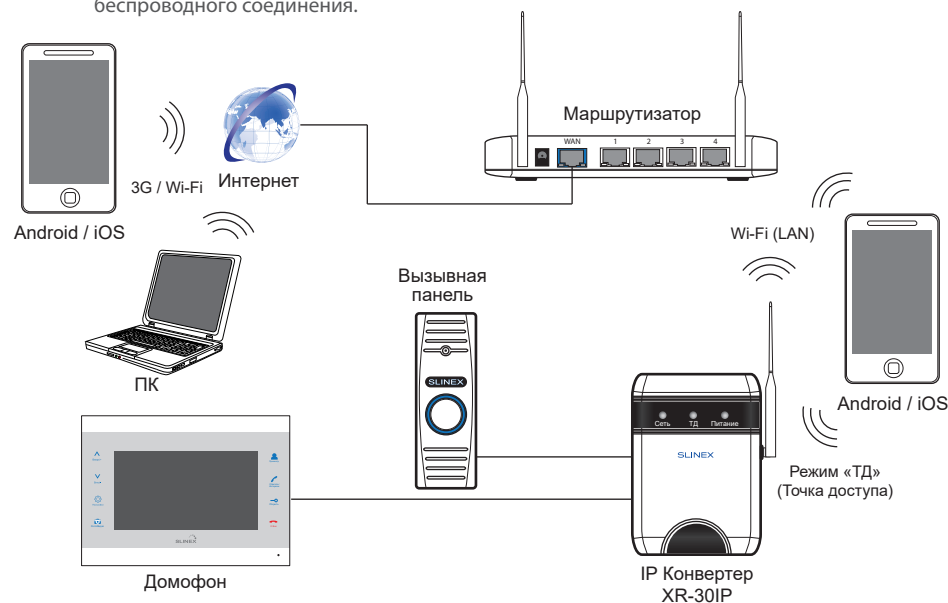 беспроводного соединения.
Маршрутизатор
WAN
1
2
3
4
3G / Wi-Fi
Интернет
Android / iOS
Wi-Fi (LAN)
Вызывная
панель
SLINEX
ПК
Android / iOS
Сеть
ТД
Питание
SLINEX
Режим «ТД»
(Точка доступа)
SLINEX
Домофон
IP Конвертер
XR-30IP